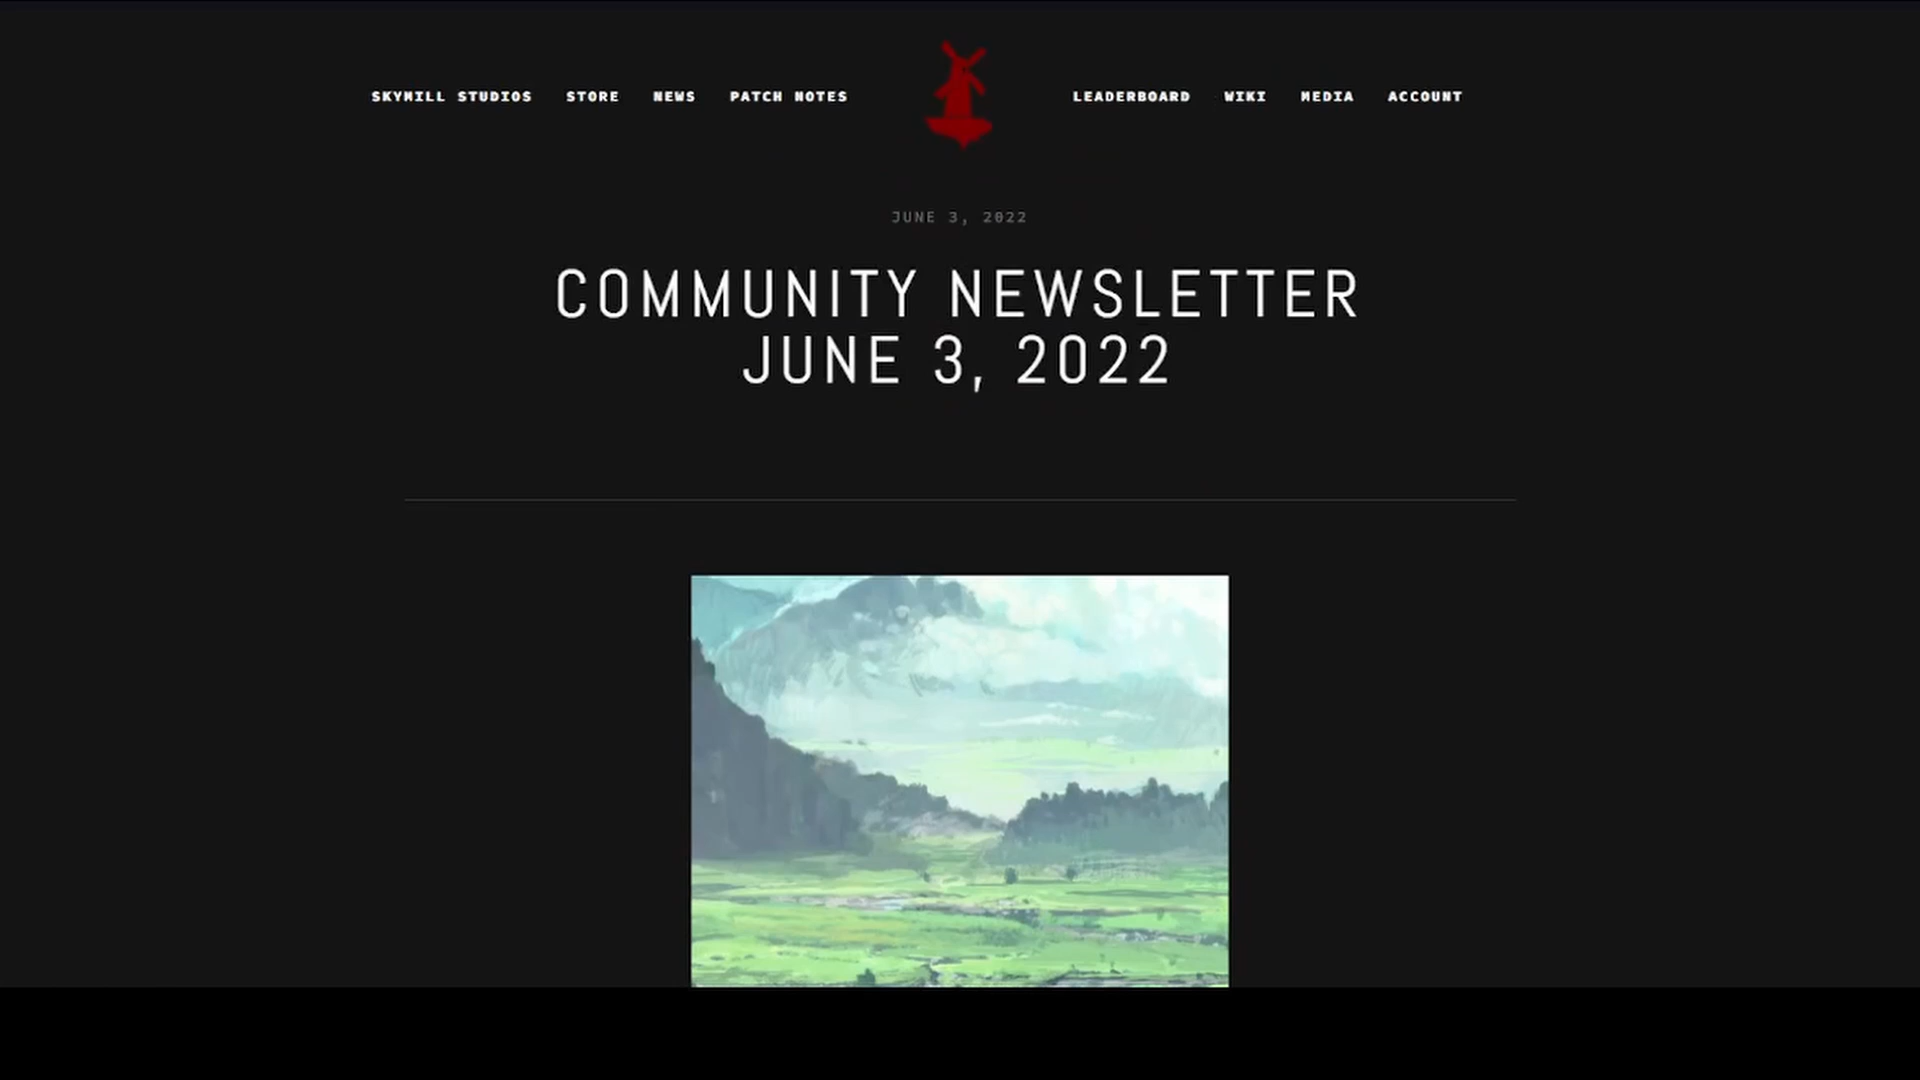 SKYMILL STUDIOS STORE NEWS PATCH NOTES LEADERBOARD WIKI MEDIA ACCOUNT
JUNE 3, 2022
COMMUNITY NEWSLETTER
JUNE 3, 2022